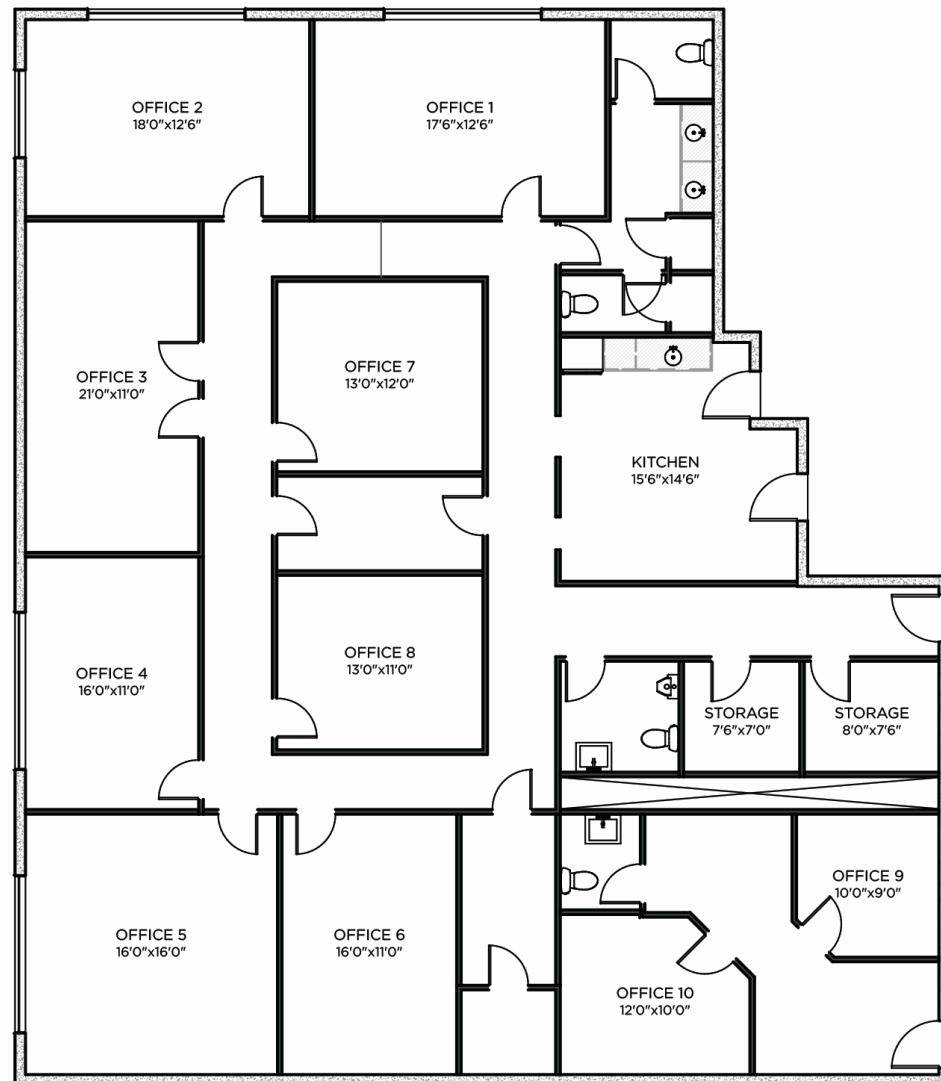 OFFICE 2
18'0"x12'6"
OFFICE 1
17'6"x12'6"
OFFICE 3
21'0"x11'0"
OFFICE 7
13'0"x12'0"
KITCHEN
15'6"x14'6"
OFFICE 4
16'0"x11'0"
OFFICE 8
13'0"x11'0"
STORAGE
7'6"x7'0"
STORAGE
8'0"x7'6"
OFFICE 5
16'0"x16'0"
OFFICE 6
16'0"x11'0"
OFFICE 9
10'0"x9'0"
OFFICE 10
12'0"x10'0"